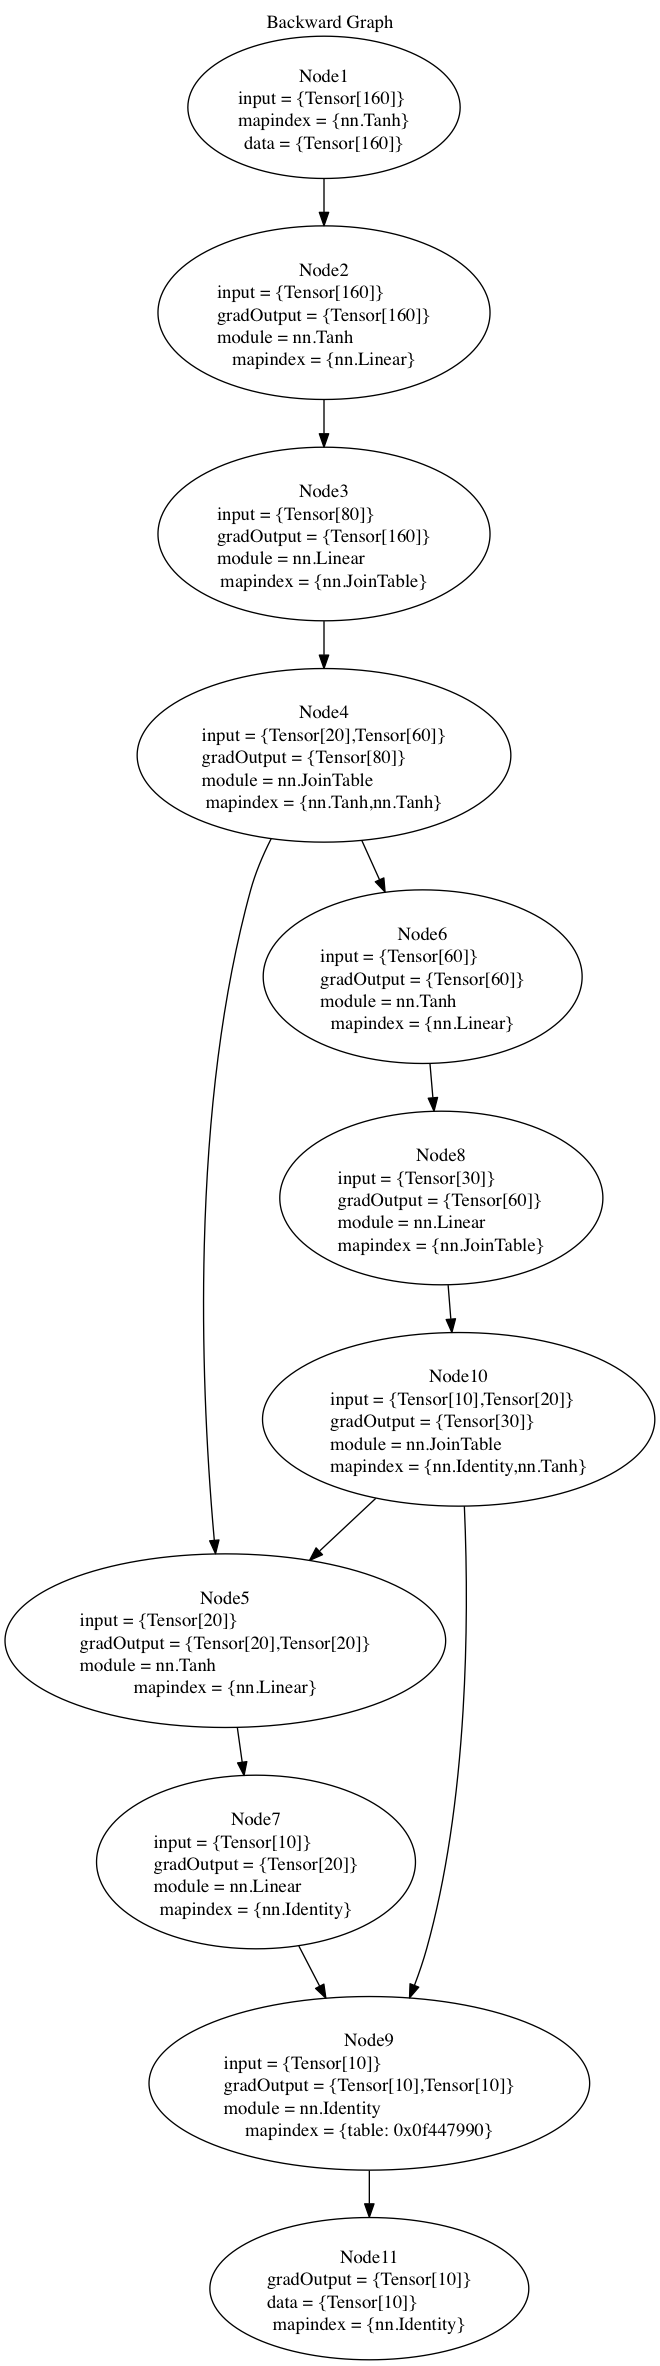 Backward Graph
Node1
input = {Tensor[160]}
mapindex = {nn.Tanh}
data = {Tensor[160]}
Node2
input = {Tensor[160]}
gradOutput = {Tensor[160]}
module = nn.Tanh
mapindex = {nn.Linear}
Node3
input = {Tensor[80]}
gradOutput = {Tensor[160]}
module = nn.Linear
mapindex = {nn.JoinTable}
Node4
input = {Tensor[20],Tensor[60]}
gradOutput = {Tensor[80]}
module = nn.JoinTable
mapindex = {nn.Tanh,nn.Tanh}
Node6
input = {Tensor[60]}
gradOutput = {Tensor[60]}
module = nn.Tanh
mapindex = {nn.Linear}
Node8
input = {Tensor[30]}
gradOutput = {Tensor[60]}
module = nn.Linear
mapindex = {nn.JoinTable}
Node10
input = {Tensor[10],Tensor[20]}
gradOutput = {Tensor[30]}
module = nn.JoinTable
mapindex = {nn.Identity,nn.Tanh}
Node5
input = {Tensor[20]}
gradOutput = {Tensor[20],Tensor[20]}
module = nn.Tanh
mapindex = {nn.Linear}
Node7
input = {Tensor[10]}
gradOutput = {Tensor[20]}
module = nn.Linear
mapindex = {nn.Identity}
Node9
input = {Tensor[10]}
gradOutput = {Tensor[10],Tensor[10]}
module = nn.Identity
mapindex = {table: 0x0f447990}
Node11
gradOutput = {Tensor[10]}
data = {Tensor[10]}
mapindex = {nn.Identity}